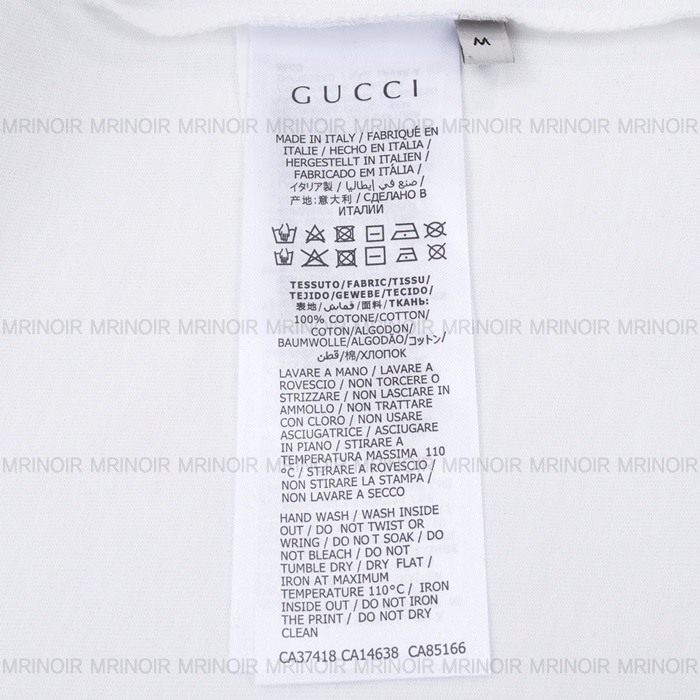 M
GUCCI
MRINOIR MRINOIR MRINOIR MRINOIR MRINOIR MRINOIR
MADE IN ITALY / FABRIQUÉ EN
ITALIE / HECHO EN ITALIA /
HERGESTELLT IN ITALIEN /
FABRICADO EM ITÁLIA /
イタリア製 / صنع في إيطاليا /
产地:意大利 / СДЕЛАНО В
ИТАЛИИ
MRINOIR MRINOIR MRINOIR MRINOIR MRINOIR MRINOIR
TESSUTO/FABRIC/TISSU/
TEJIDO/GEWEBE/TECIDO/
表地/قماش/面料/ТКАНЬ:
100% COTONE/COTTON/
COTON/ALGODON/
MRINOIR MRINOIR MRINOIR MRINOIR MRINOIR MRINOIR
BAUMWOLLE/ALGODÃO/コットン/
قطن/棉/ХЛОПОК
LAVARE A MANO / LAVARE A
ROVESCIO / NON TORCERE O
STRIZZARE / NON LASCIARE IN
AMMOLLO / NON TRATTARE
CON CLORO / NON USARE
ASCIUGATRICE / ASCIUGARE
IN PIANO / STIRARE A
TEMPERATURA MASSIMA 110
°C / STIRARE A ROVESCIO /
MRINOIR MRINOIR MRINOIR MRINOIR MRINOIR MRINOIR
NON STIRARE LA STAMPA /
NON LAVARE A SECCO
HAND WASH / WASH INSIDE
OUT / DO NOT TWIST OR
WRING / DO NO T SOAK / DO
NOT BLEACH / DO NOT
TUMBLE DRY / DRY FLAT /
IRON AT MAXIMUM
TEMPERATURE 110°C / IRON
INSIDE OUT / DO NOT IRON
THE PRINT / DO NOT DRY
CLEAN
CA37418 CA14638 CA85166
MRINOIR MRINOIR MRINOIR MRINOIR MRINOIR MRINOIR